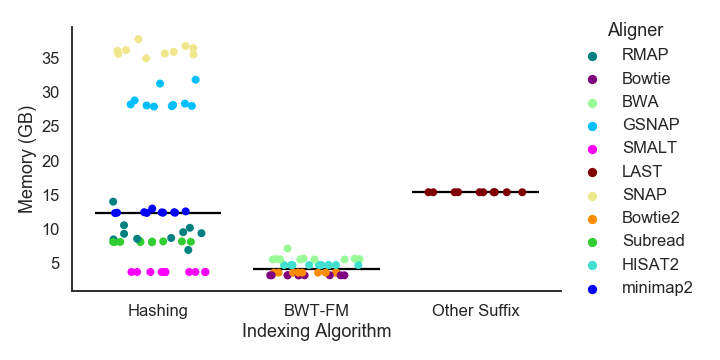 Memory (GB)
35
30
25
20
15
10
5
Hashing
BWT-FM
Other Suffix
Indexing Algorithm
Aligner
RMAP
Bowtie
BWA
GSNAP
SMALT
LAST
SNAP
Bowtie2
Subread
HISAT2
minimap2